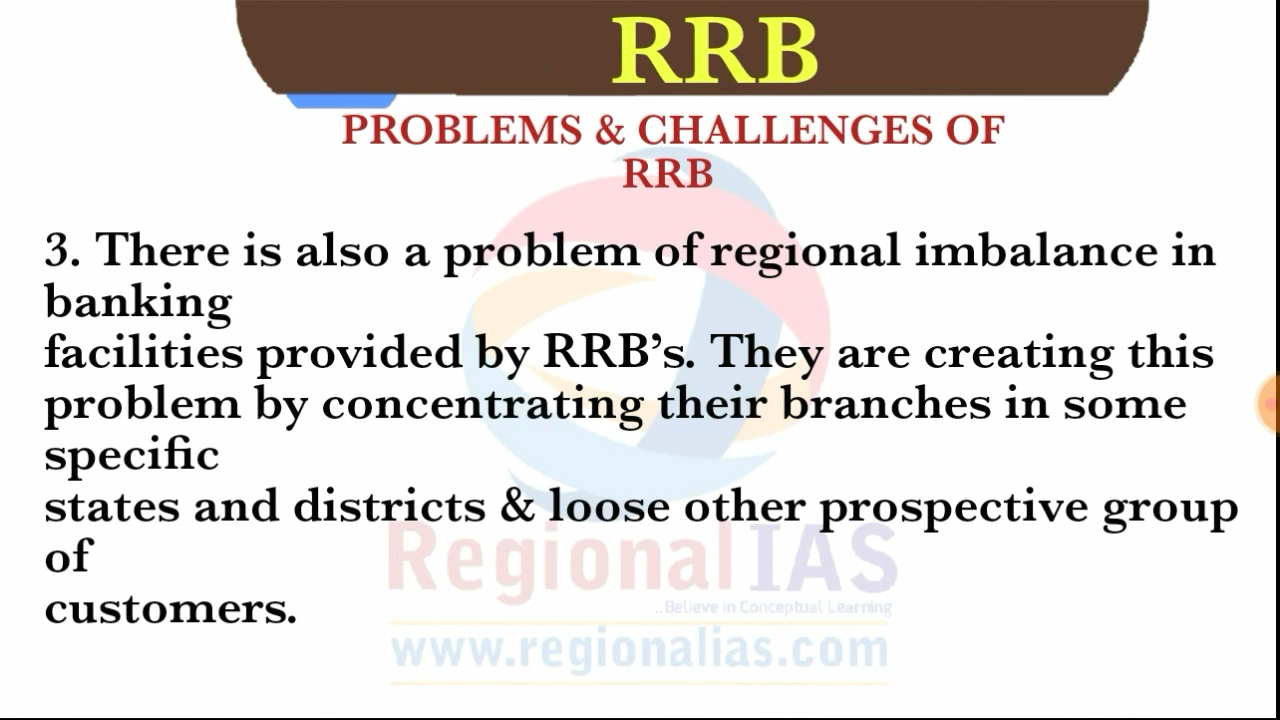 RRB
PROBLEMS & CHALLENGES OF
RRB
3. There is also a problem of regional imbalance in
banking
facilities provided by RRB’s. They are creating this
problem by concentrating their branches in some
specific
states and districts & loose other prospective group
of
customers.
Regional IAS
..Believe in Conceptual Learning
www.regionalias.com